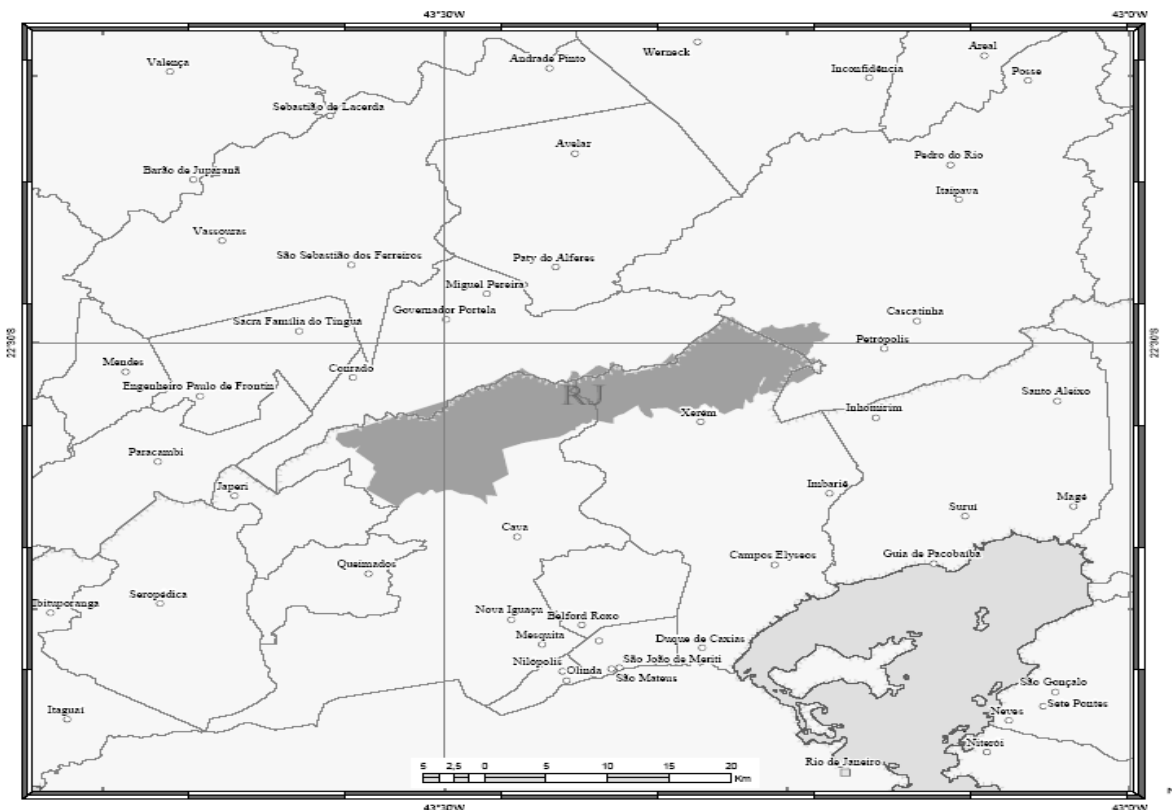 43°30'W 43°0'W
Werneck
Areal
Andrade Pinto
Valença
Inconfidência
Posse
Sebastião de Lacerda
Avelar
Pedro do Rio
Barão de Juparanã
Itaipava
Vassouras
São Sebastião dos Ferreiros
Paty do Alferes
Miguel Pereira
Governador Portela
Cascatinha
Sacra Família do Tinguá
22°30'S 22°30'S
Petrópolis
Mendes
Conrado
Engenheiro Paulo de Frontin
RJ
Santo Aleixo
Xerém
Inhomirim
Paracambi
Japeri
Imbariê
Magé
Suruí
Cava
Campos Elyseos
Guia de Pacobaíba
Queimados
Ibituporanga
Seropédica
Nova Iguaçu
Belford Roxo
Mesquita
Duque de Caxias
Nilópolis
Olinda
São João de Meriti
São Mateus
São Gonçalo
Sete Pontes
Neves
Itaguaí
Niterói
Rio de Janeiro
5 2,5 0 5 10 15 20
Km
43°30'W 43°0'W